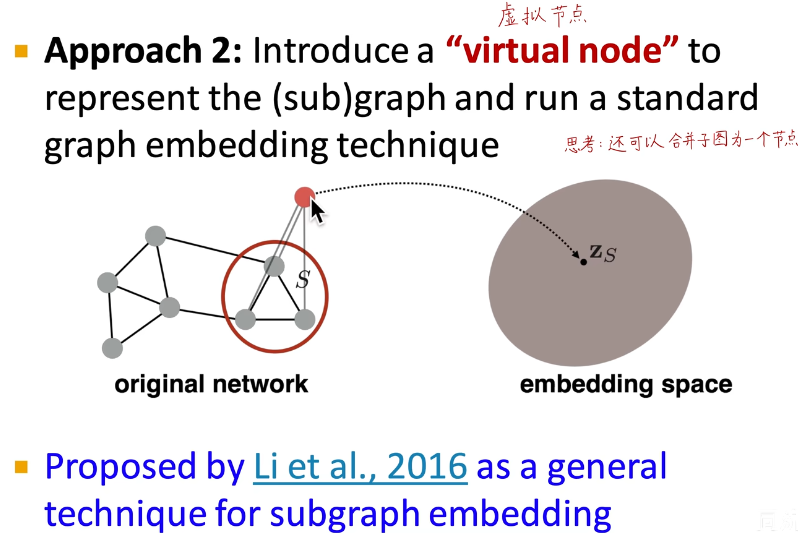 虚拟节点
Approach 2: Introduce a “virtual node” to
represent the (sub)graph and run a standard
graph embedding technique
思考：还可以合并子图为一个节点
S
z_S
original network
embedding space
Proposed by Li et al., 2016 as a general
technique for subgraph embedding